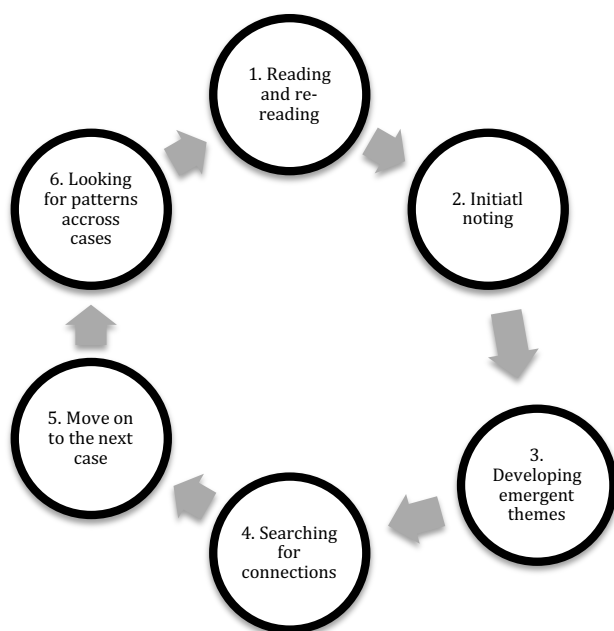 1. Reading
and re-
reading
2. Initiatl
noting
3.
Developing
emergent
themes
4. Searching
for
connections
5. Move on
to the next
case
6. Looking
for patterns
accross
cases